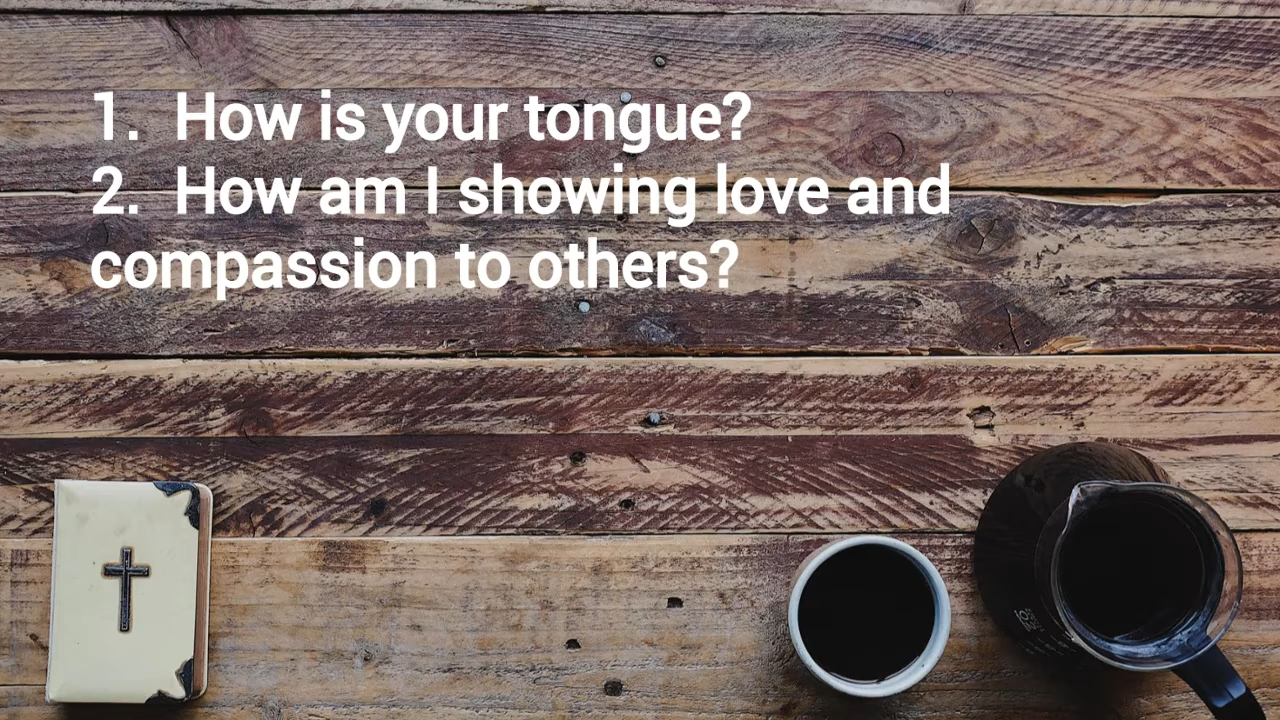 1. How is your tongue?
2. How am I showing love and
compassion to others?